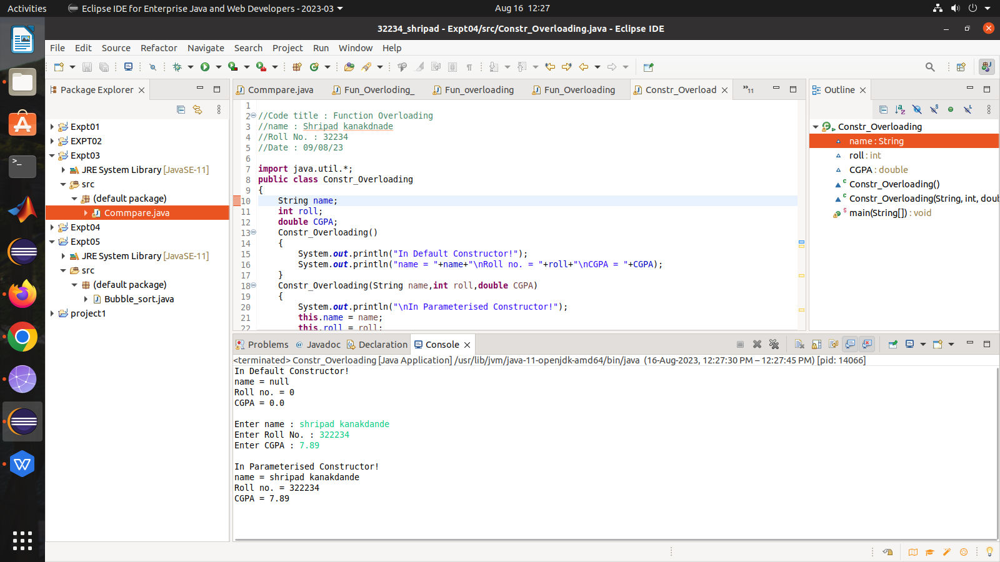 Activities
Eclipse IDE for Enterprise Java and Web Developers - 2023-03
Aug 16 12:27
32234_shripad - Expt04/src/Constr_Overloading.java - Eclipse IDE
File Edit Source Refactor Navigate Search Project Run Window Help
Package Explorer
Expt01
EXPT02
Expt03
JRE System Library [JavaSE-11]
src
(default package)
Commpare.java
Expt04
Expt05
JRE System Library [JavaSE-11]
src
(default package)
Bubble_sort.java
project1
Commpare.java Fun_Overloding_ Fun_overloading Fun_Overloading Constr_Overload »11
1
2 //Code title : Function Overloading
3 //name : Shripad kanakdnade
4 //Roll No. : 32234
5 //Date : 09/08/23
6
7 import java.util.*;
8 public class Constr_Overloading
9 {
10 String name;
11 int roll;
12 double CGPA;
13 Constr_Overloading()
14 {
15 System.out.println("In Default Constructor!");
16 System.out.println("name = "+name+"\nRoll no. = "+roll+"\nCGPA = "+CGPA);
17 }
18 Constr_Overloading(String name,int roll,double CGPA)
19 {
20 System.out.println("\nIn Parameterised Constructor!");
21 this.name = name;
22 this.roll = roll;
Outline
Constr_Overloading
name : String
roll : int
CGPA : double
Constr_Overloading()
Constr_Overloading(String, int, doub
main(String[]) : void
Problems Javadoc Declaration Console
<terminated> Constr_Overloading [Java Application] /usr/lib/jvm/java-11-openjdk-amd64/bin/java (16-Aug-2023, 12:27:30 PM – 12:27:45 PM) [pid: 14066]
In Default Constructor!
name = null
Roll no. = 0
CGPA = 0.0
Enter name : shripad kanakdande
Enter Roll No. : 322234
Enter CGPA : 7.89
In Parameterised Constructor!
name = shripad kanakdande
Roll no. = 322234
CGPA = 7.89